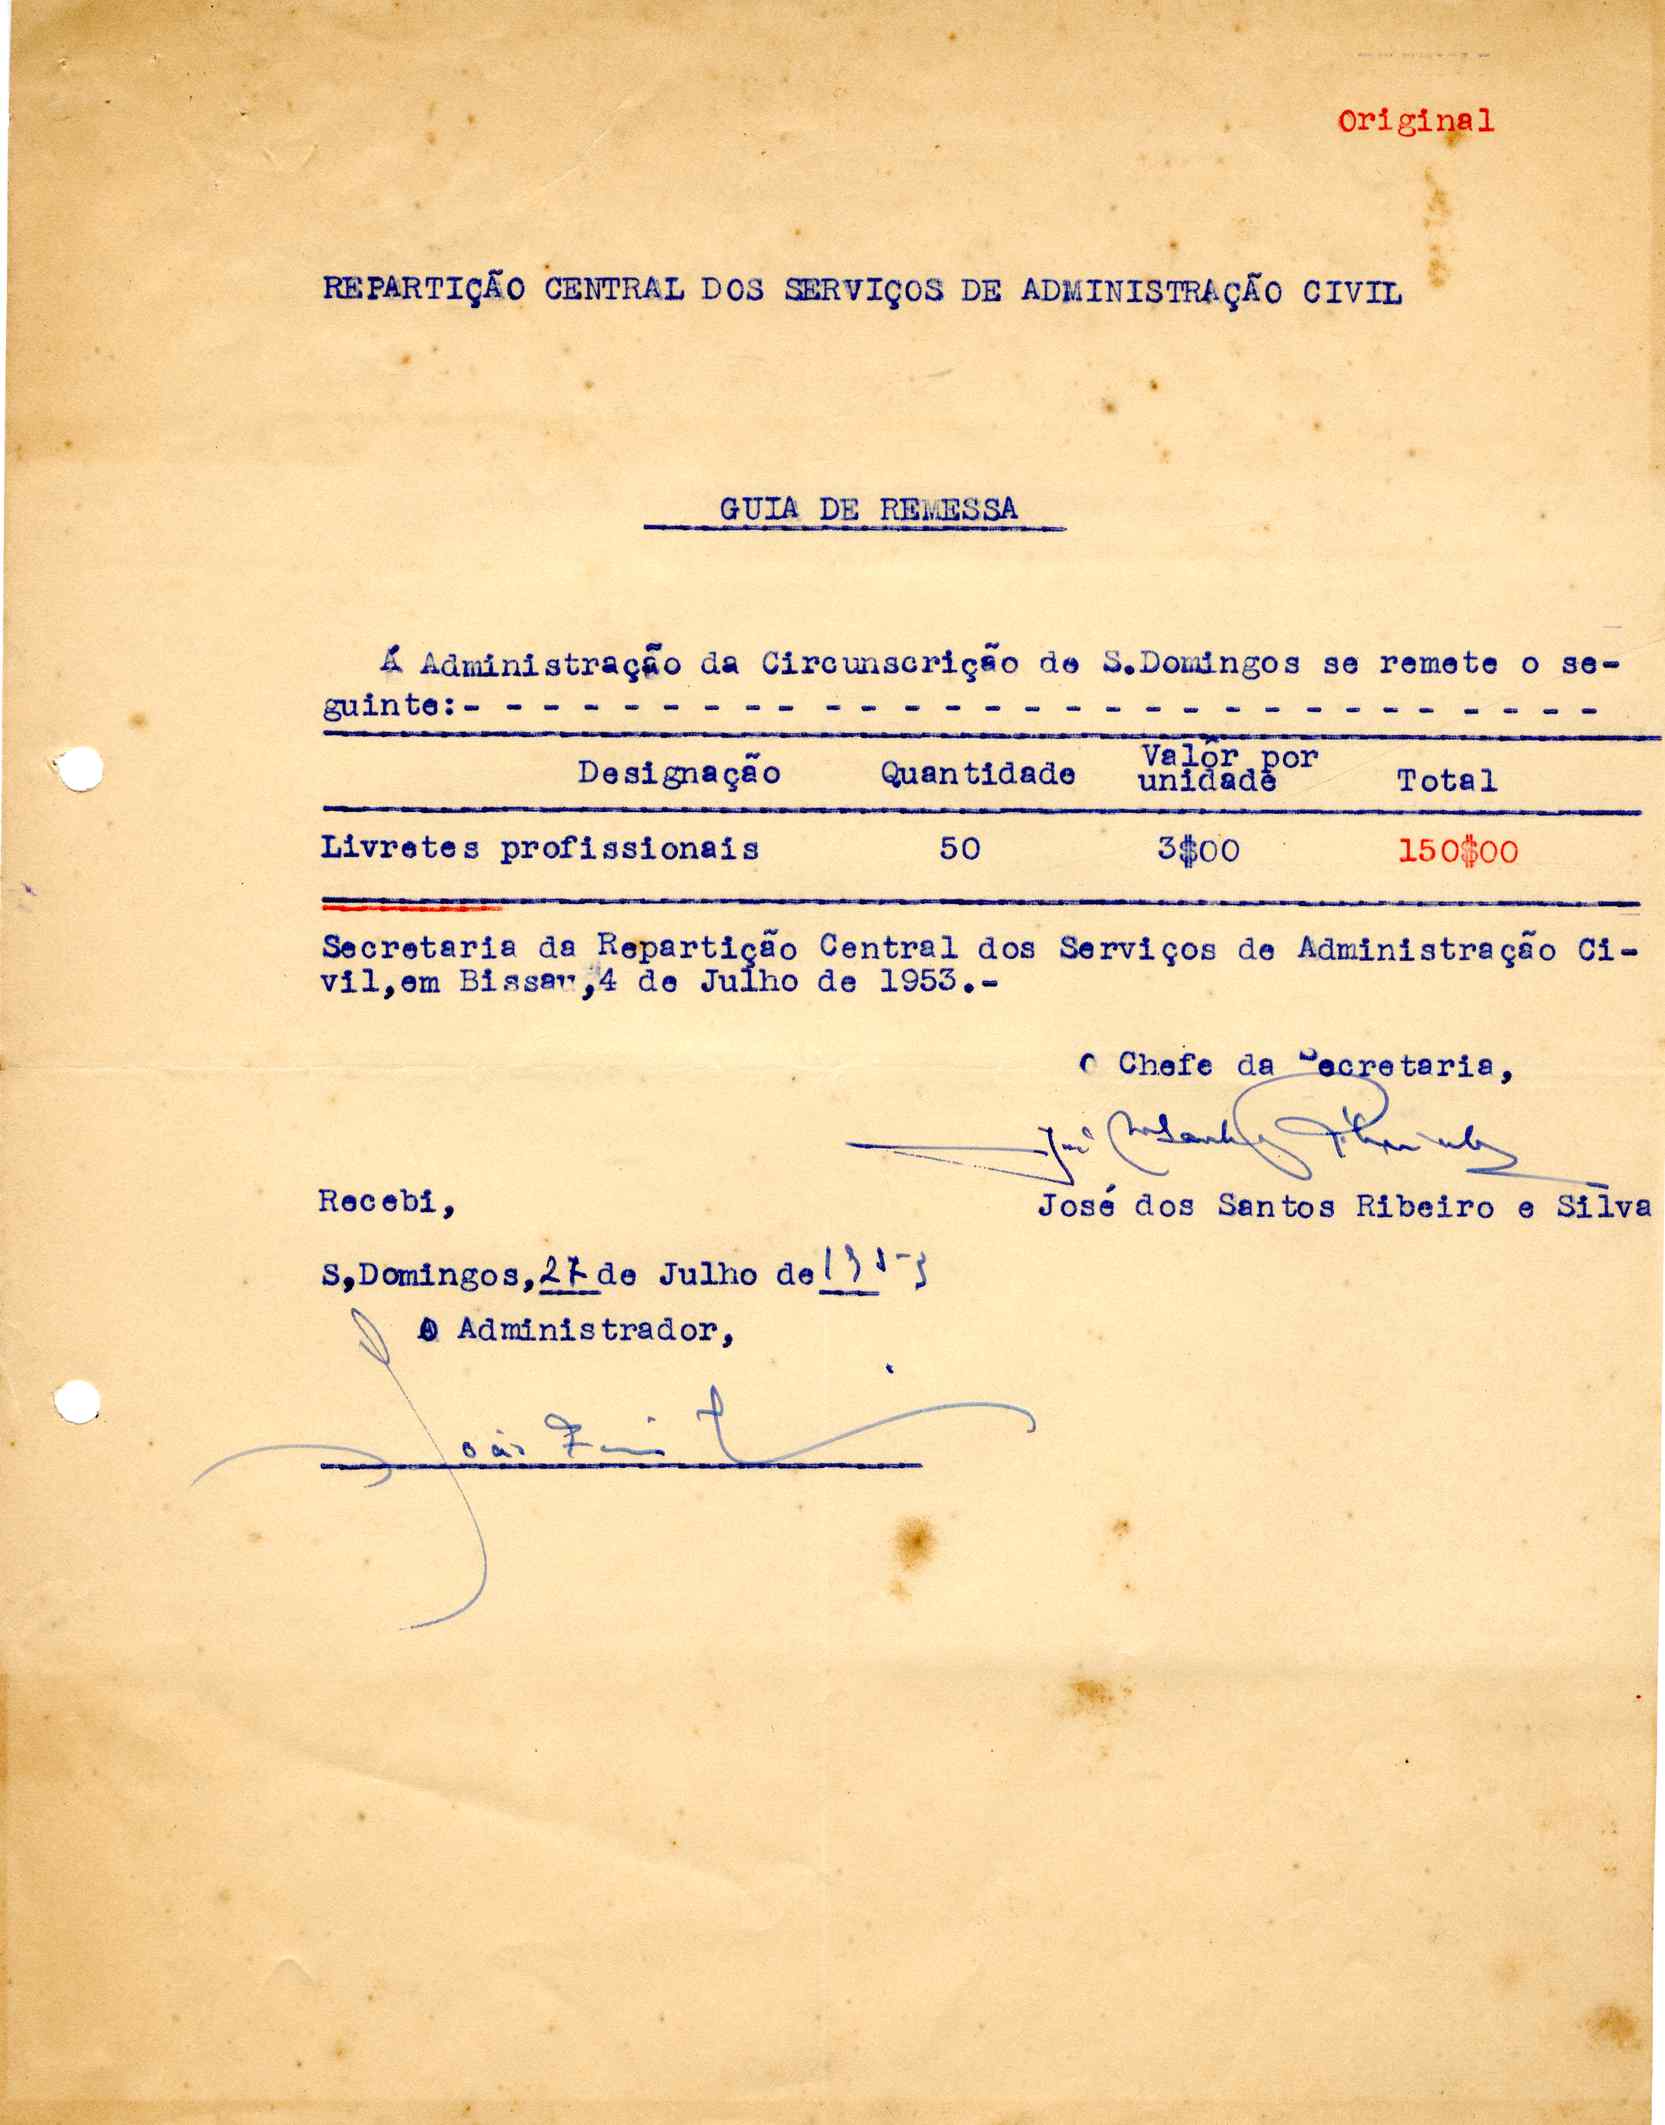 Original
REPARTIÇÃO CENTRAL DOS SERVIÇOS DE ADMINISTRAÇÃO CIVIL
GUIA DE REMESSA
Á Administração da Circunscrição de S.Domingos se remete o se-
guinte:- - - - - - - - - - - - - - - - - - - - - - - - - - - - -
Designação Quantidade Valôr por unidade Total
Livretes profissionais 50 3$00 150$00
Secretaria da Repartição Central dos Serviços de Administração Ci-
vil,em Bissau,4 de Julho de 1953.-
O Chefe da Secretaria,
José dos Santos Ribeiro e Silva
Recebi,
S,Domingos,27 de Julho de 1953
O Administrador,